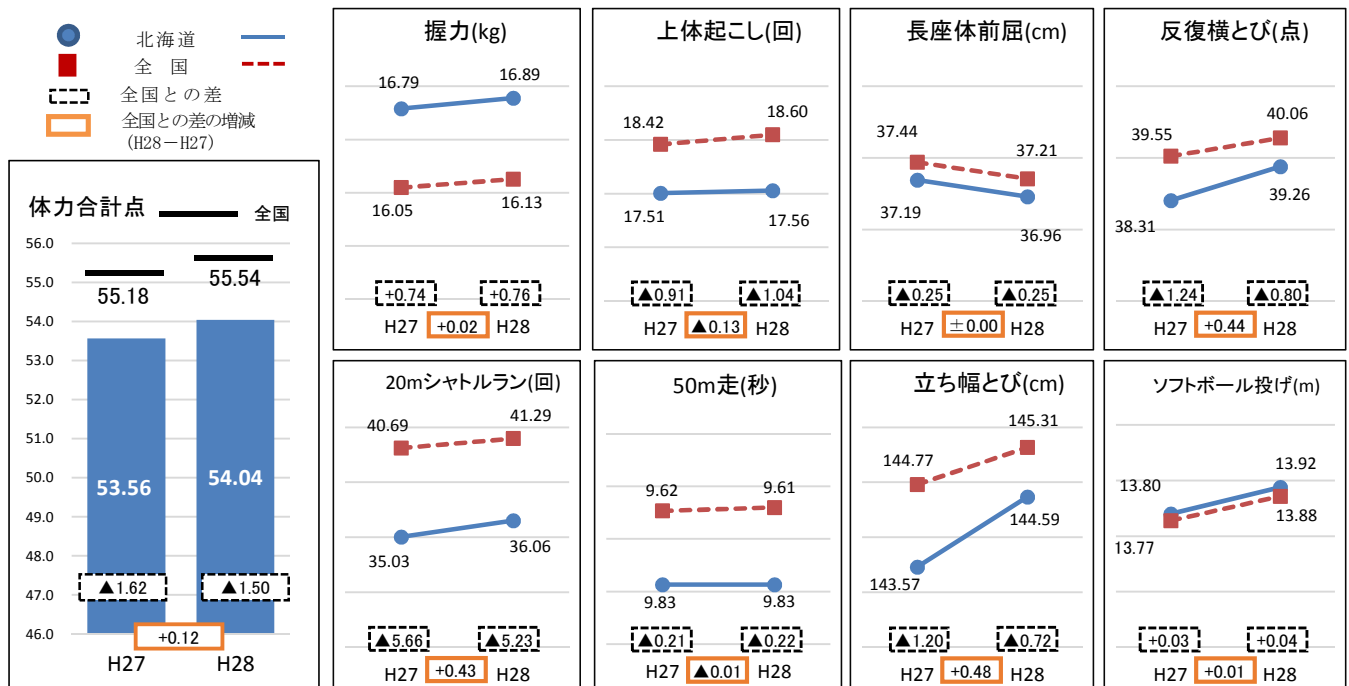 北海道
全 国
全国との差
全国との差の増減
(H28－H27)
体力合計点
全国
56.0
55.0
54.0
53.0
52.0
51.0
50.0
49.0
48.0
47.0
46.0
55.18
55.54
53.56
54.04
▲1.62
▲1.50
+0.12
H27
H28
握力(kg)
16.79
16.89
16.05
16.13
+0.74
+0.76
H27
+0.02
H28
上体起こし(回)
18.42
18.60
17.51
17.56
▲0.91
▲1.04
H27
▲0.13
H28
長座体前屈(cm)
37.44
37.21
37.19
36.96
▲0.25
▲0.25
H27
±0.00
H28
反復横とび(点)
39.55
40.06
38.31
39.26
▲1.24
▲0.80
H27
+0.44
H28
20mシャトルラン(回)
40.69
41.29
35.03
36.06
▲5.66
▲5.23
H27
+0.43
H28
50m走(秒)
9.62
9.61
9.83
9.83
▲0.21
▲0.22
H27
▲0.01
H28
立ち幅とび(cm)
144.77
145.31
143.57
144.59
▲1.20
▲0.72
H27
+0.48
H28
ソフトボール投げ(m)
13.80
13.92
13.77
13.88
+0.03
+0.04
H27
+0.01
H28